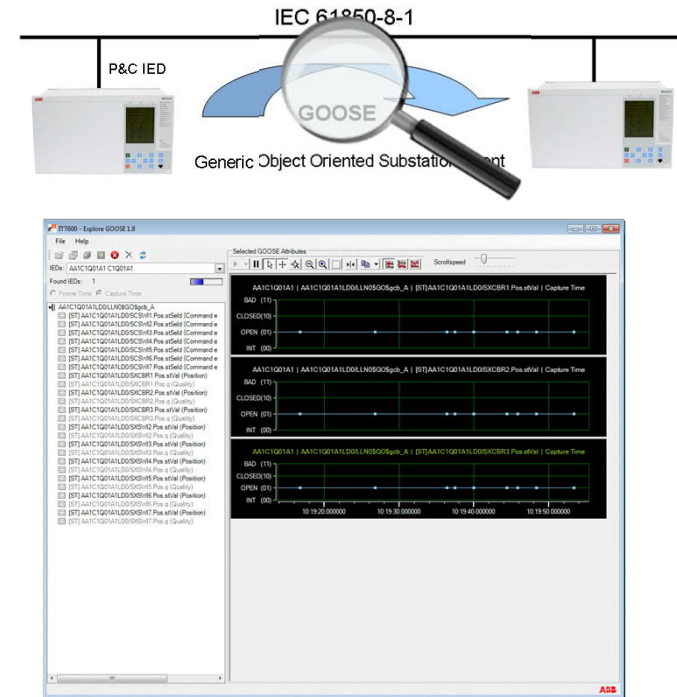 IEC 61850-8-1
P&C IED
GOOSE
Generic Object Oriented Substation Event
ABB
ABB
ITT600 - Explore GOOSE 1.8
File Help
IEDs: AA1C1Q01A1 C1Q01A1
Found IEDs: 1
Frame Time Capture Time
AA1C1Q01A1LD0/LLN0$GO$gcb_A
[ST] AA1C1Q01A1LD0/SCSWI1.Pos.stSeld [Command e
[ST] AA1C1Q01A1LD0/SCSWI2.Pos.stSeld [Command e
[ST] AA1C1Q01A1LD0/SCSWI3.Pos.stSeld [Command e
[ST] AA1C1Q01A1LD0/SCSWI4.Pos.stSeld [Command e
[ST] AA1C1Q01A1LD0/SCSWI5.Pos.stSeld [Command e
[ST] AA1C1Q01A1LD0/SCSWI6.Pos.stSeld [Command e
[ST] AA1C1Q01A1LD0/SCSWI7.Pos.stSeld [Command e
[ST] AA1C1Q01A1LD0/SXCBR1.Pos.stVal (Position)
[ST] AA1C1Q01A1LD0/SXCBR1.Pos.q (Quality)
[ST] AA1C1Q01A1LD0/SXCBR2.Pos.stVal (Position)
[ST] AA1C1Q01A1LD0/SXCBR2.Pos.q (Quality)
[ST] AA1C1Q01A1LD0/SXCBR3.Pos.stVal (Position)
[ST] AA1C1Q01A1LD0/SXCBR3.Pos.q (Quality)
[ST] AA1C1Q01A1LD0/SXSWI2.Pos.stVal (Position)
[ST] AA1C1Q01A1LD0/SXSWI2.Pos.q (Quality)
[ST] AA1C1Q01A1LD0/SXSWI3.Pos.stVal (Position)
[ST] AA1C1Q01A1LD0/SXSWI3.Pos.q (Quality)
[ST] AA1C1Q01A1LD0/SXSWI4.Pos.stVal (Position)
[ST] AA1C1Q01A1LD0/SXSWI4.Pos.q (Quality)
[ST] AA1C1Q01A1LD0/SXSWI5.Pos.stVal (Position)
[ST] AA1C1Q01A1LD0/SXSWI5.Pos.q (Quality)
[ST] AA1C1Q01A1LD0/SXSWI6.Pos.stVal (Position)
[ST] AA1C1Q01A1LD0/SXSWI6.Pos.q (Quality)
[ST] AA1C1Q01A1LD0/SXSWI7.Pos.stVal (Position)
[ST] AA1C1Q01A1LD0/SXSWI7.Pos.q (Quality)
Selected GOOSE Attributes
Scrollspeed
AA1C1Q01A1 | AA1C1Q01A1LD0/LLN0$GO$gcb_A | [ST]AA1C1Q01A1LD0/SXCBR1.Pos.stVal | Capture Time
BAD (11)
CLOSED(10)
OPEN (01)
INT (00)
AA1C1Q01A1 | AA1C1Q01A1LD0/LLN0$GO$gcb_A | [ST]AA1C1Q01A1LD0/SXCBR2.Pos.stVal | Capture Time
BAD (11)
CLOSED(10)
OPEN (01)
INT (00)
AA1C1Q01A1 | AA1C1Q01A1LD0/LLN0$GO$gcb_A | [ST]AA1C1Q01A1LD0/SXCBR3.Pos.stVal | Capture Time
BAD (11)
CLOSED(10)
OPEN (01)
INT (00)
10:19:20.000000 10:19:30.000000 10:19:40.000000 10:19:50.000000
ABB